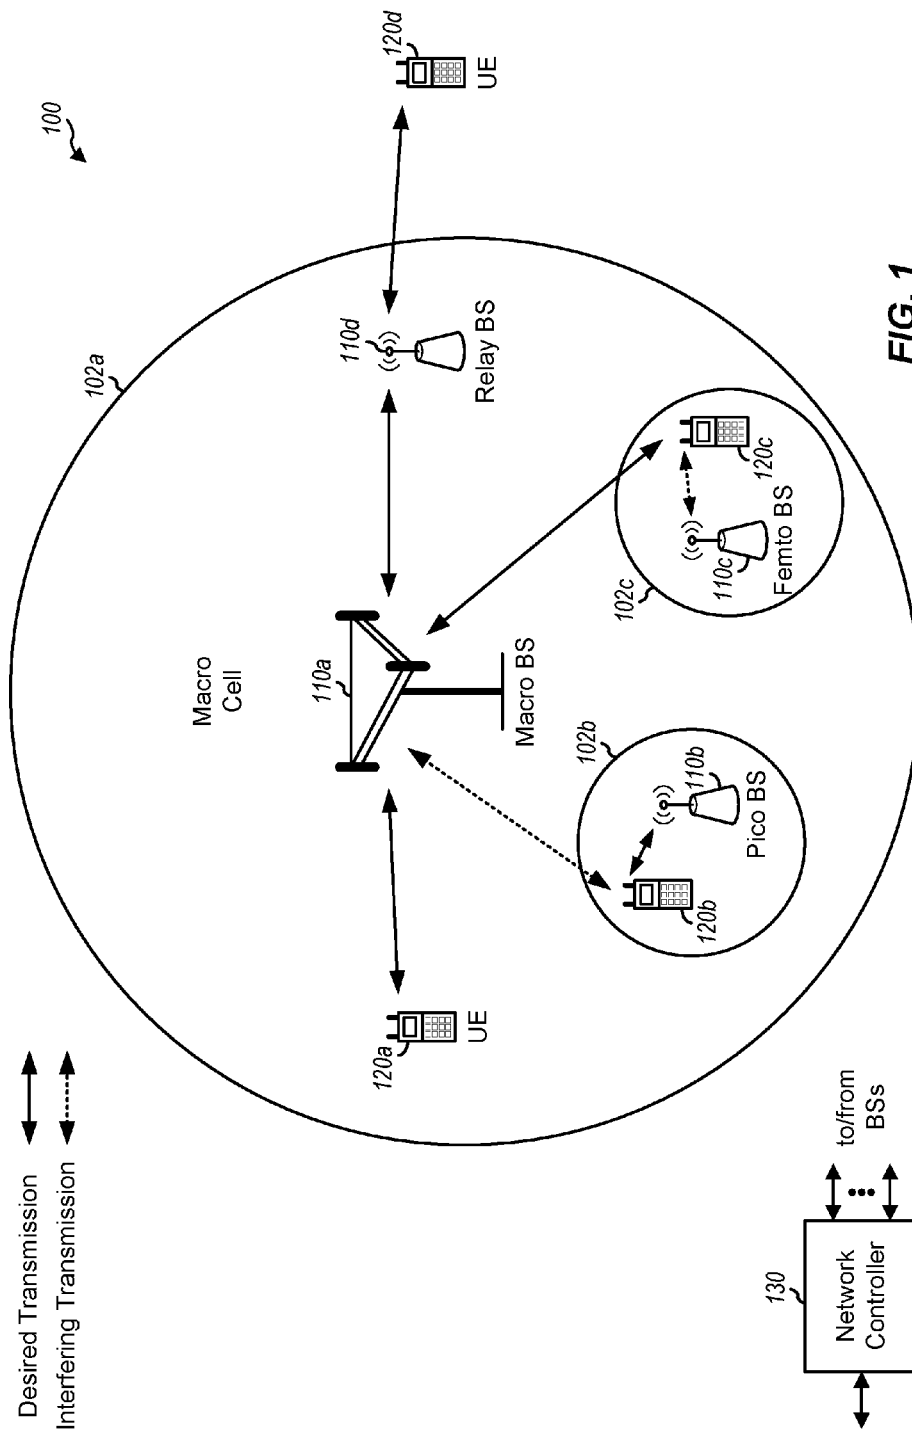 100
Desired Transmission
Interfering Transmission
102a
Macro
Cell
110a
Macro BS
120a
UE
110d
Relay BS
120d
UE
102b
120b
110b
Pico BS
102c
110c
Femto BS
120c
130
Network
Controller
to/from
BSs
FIG. 1